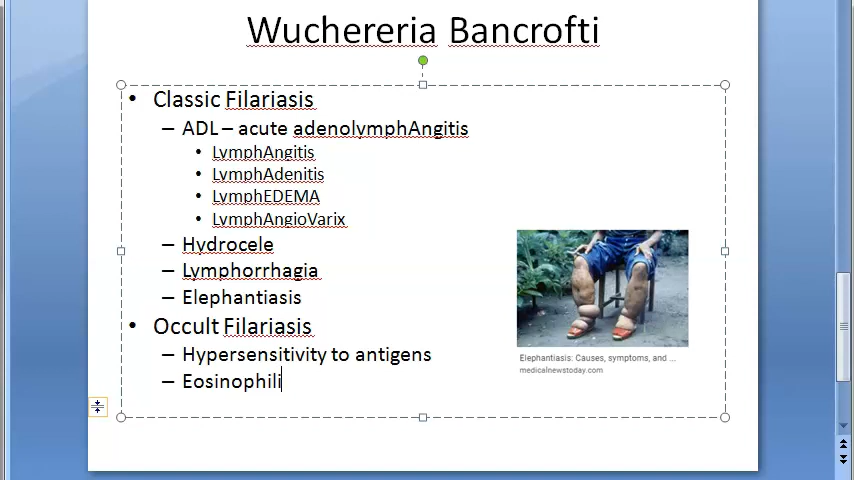 Wuchereria Bancrofti
• Classic Filariasis
– ADL – acute adenolymphAngitis
• LymphAngitis
• LymphAdenitis
• LymphEDEMA
• LymphAngioVarix
– Hydrocele
– Lymphorrhagia
– Elephantiasis
• Occult Filariasis
– Hypersensitivity to antigens
– Eosinophili
Elephantiasis: Causes, symptoms, and ...
medicalnewstoday.com